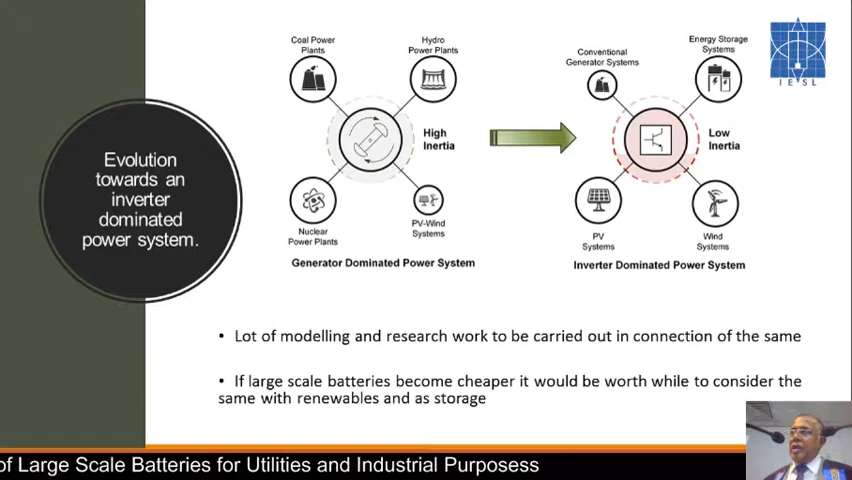 Evolution
towards an
inverter
dominated
power system.
Coal Power
Plants
Hydro
Power Plants
High
Inertia
Nuclear
Power Plants
PV-Wind
Systems
Generator Dominated Power System
Conventional
Generator Systems
Energy Storage
Systems
Low
Inertia
PV
Systems
Wind
Systems
Inverter Dominated Power System
I E S L
• Lot of modelling and research work to be carried out in connection of the same
• If large scale batteries become cheaper it would be worth while to consider the
same with renewables and as storage
of Large Scale Batteries for Utilities and Industrial Purposess